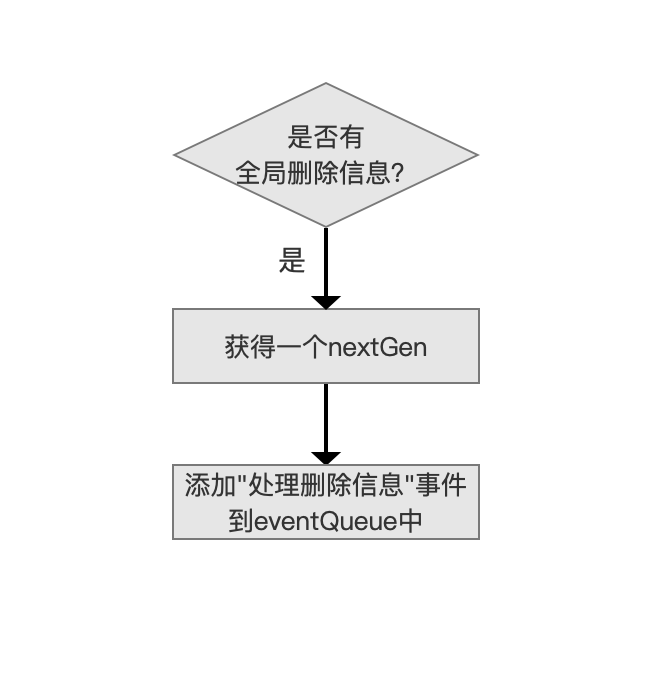 是否有
全局删除信息？
是
获得一个nextGen
添加"处理删除信息"事件
到eventQueue中